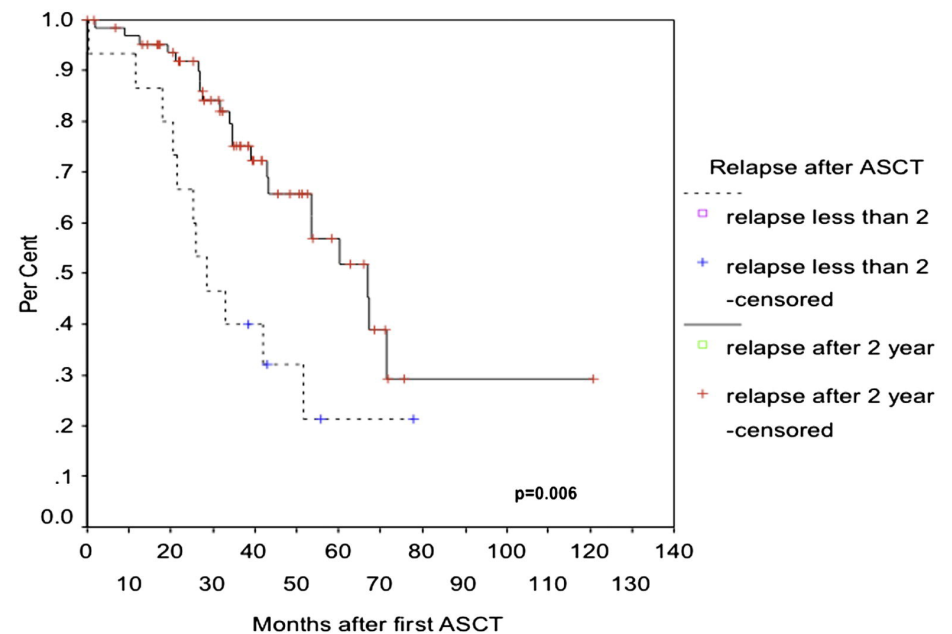 1.0
.9
.8
.7
.6
.5
.4
.3
.2
.1
0.0
Per Cent
p=0.006
0 20 40 60 80 100 120 140
10 30 50 70 90 110 130
Months after first ASCT
Relapse after ASCT
relapse less than 2
relapse less than 2
-censored
relapse after 2 year
relapse after 2 year
-censored